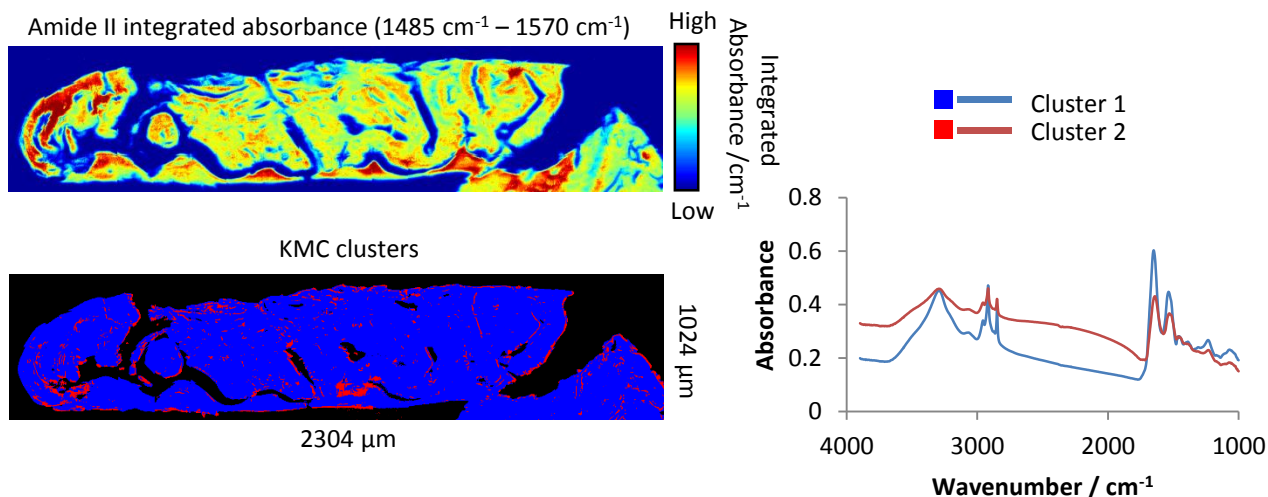 Amide II integrated absorbance (1485 cm⁻¹ – 1570 cm⁻¹)
High
Low
Integrated
Absorbance /cm⁻¹
KMC clusters
1024 µm
2304 µm
Cluster 1
Cluster 2
0.8
0.6
0.4
0.2
0
Absorbance
4000 3000 2000 1000
Wavenumber / cm⁻¹